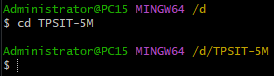 Administrator@PC15 MINGW64 /d
$ cd TPSIT-5M
Administrator@PC15 MINGW64 /d/TPSIT-5M
$